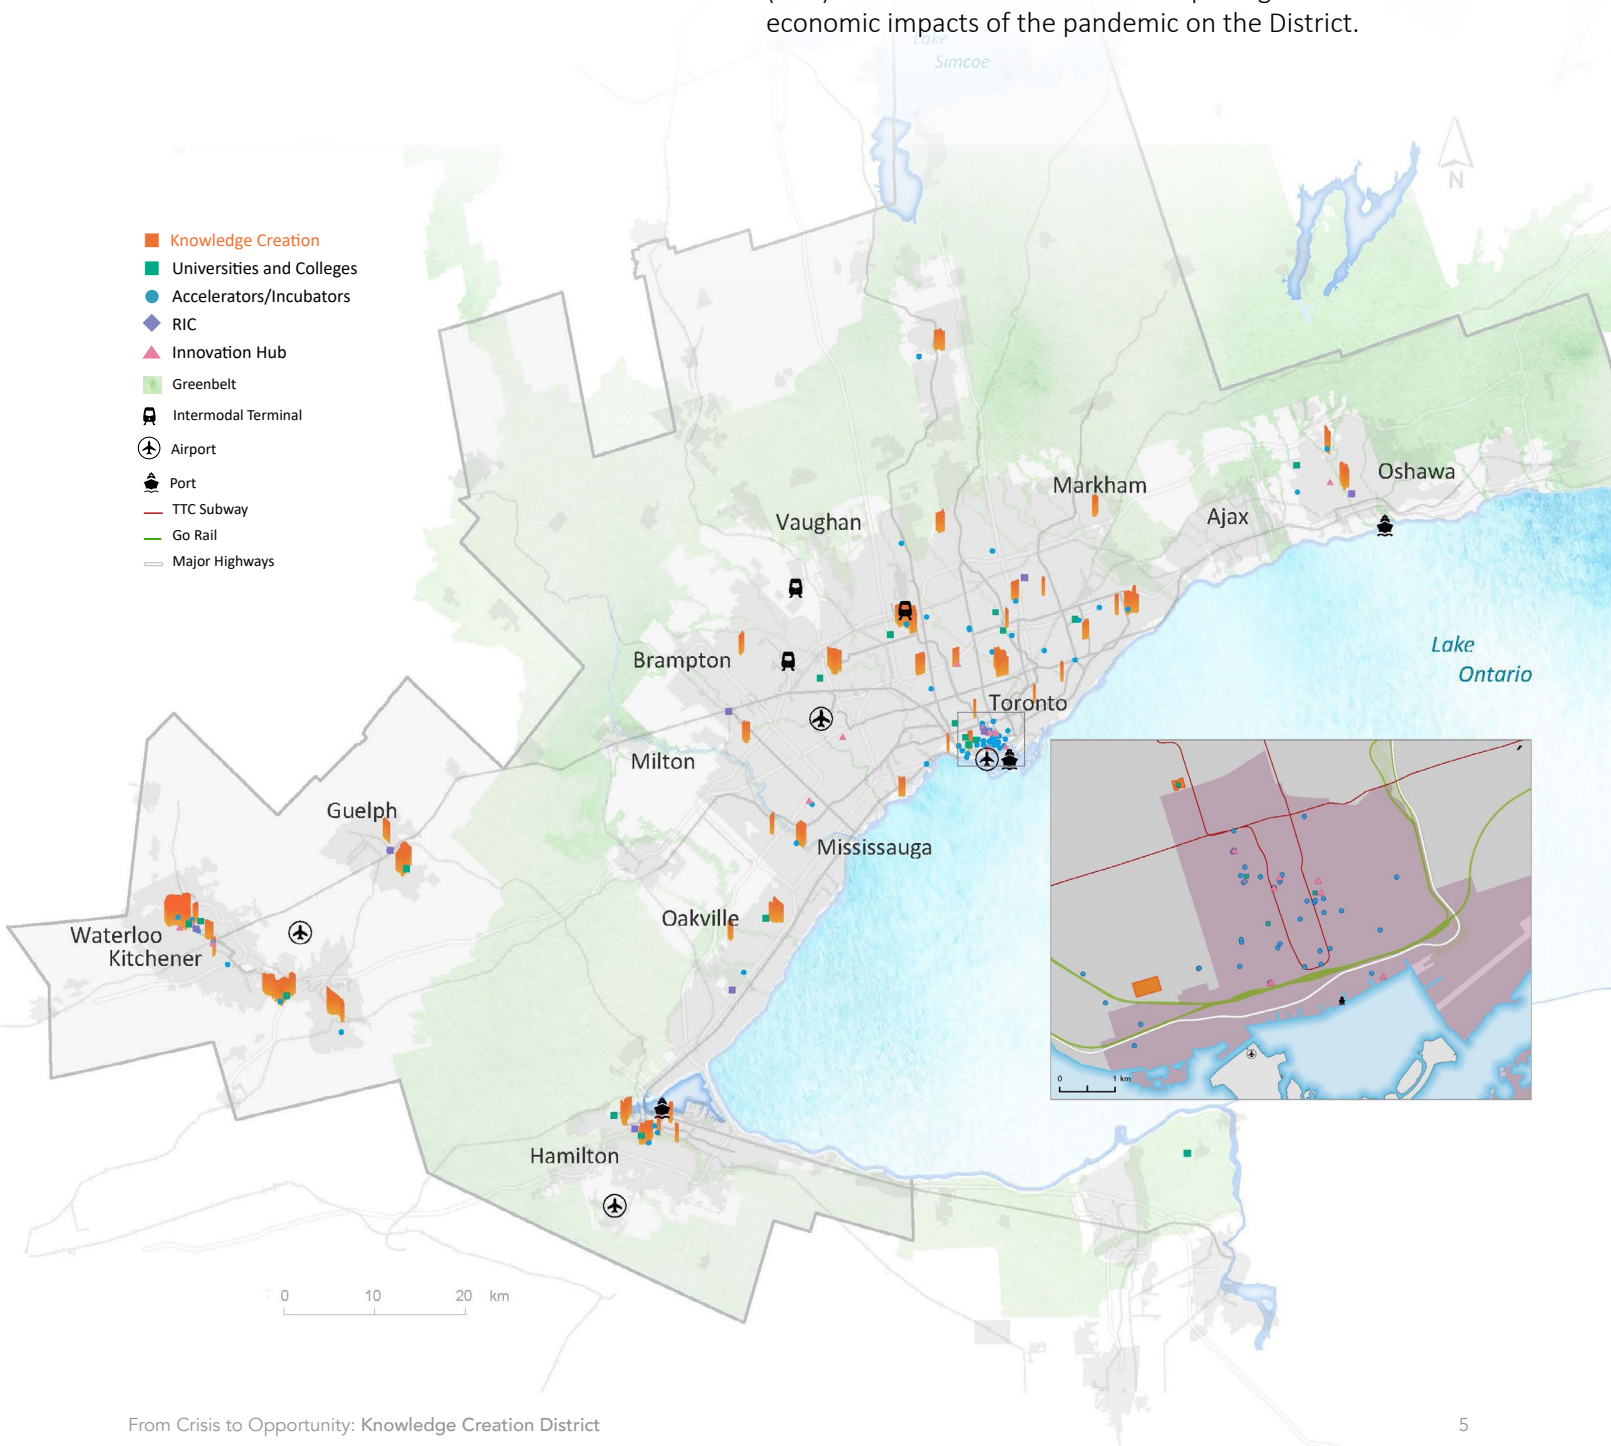 economic impacts of the pandemic on the District.
Lake
Simcoe
N
Knowledge Creation
Universities and Colleges
Accelerators/Incubators
RIC
Innovation Hub
Greenbelt
Intermodal Terminal
Airport
Port
TTC Subway
Go Rail
Major Highways
Oshawa
Markham
Ajax
Vaughan
Lake
Ontario
Brampton
Toronto
Milton
Guelph
Mississauga
Oakville
Waterloo
Kitchener
0 1 km
Hamilton
0 10 20 km
From Crisis to Opportunity: Knowledge Creation District 5